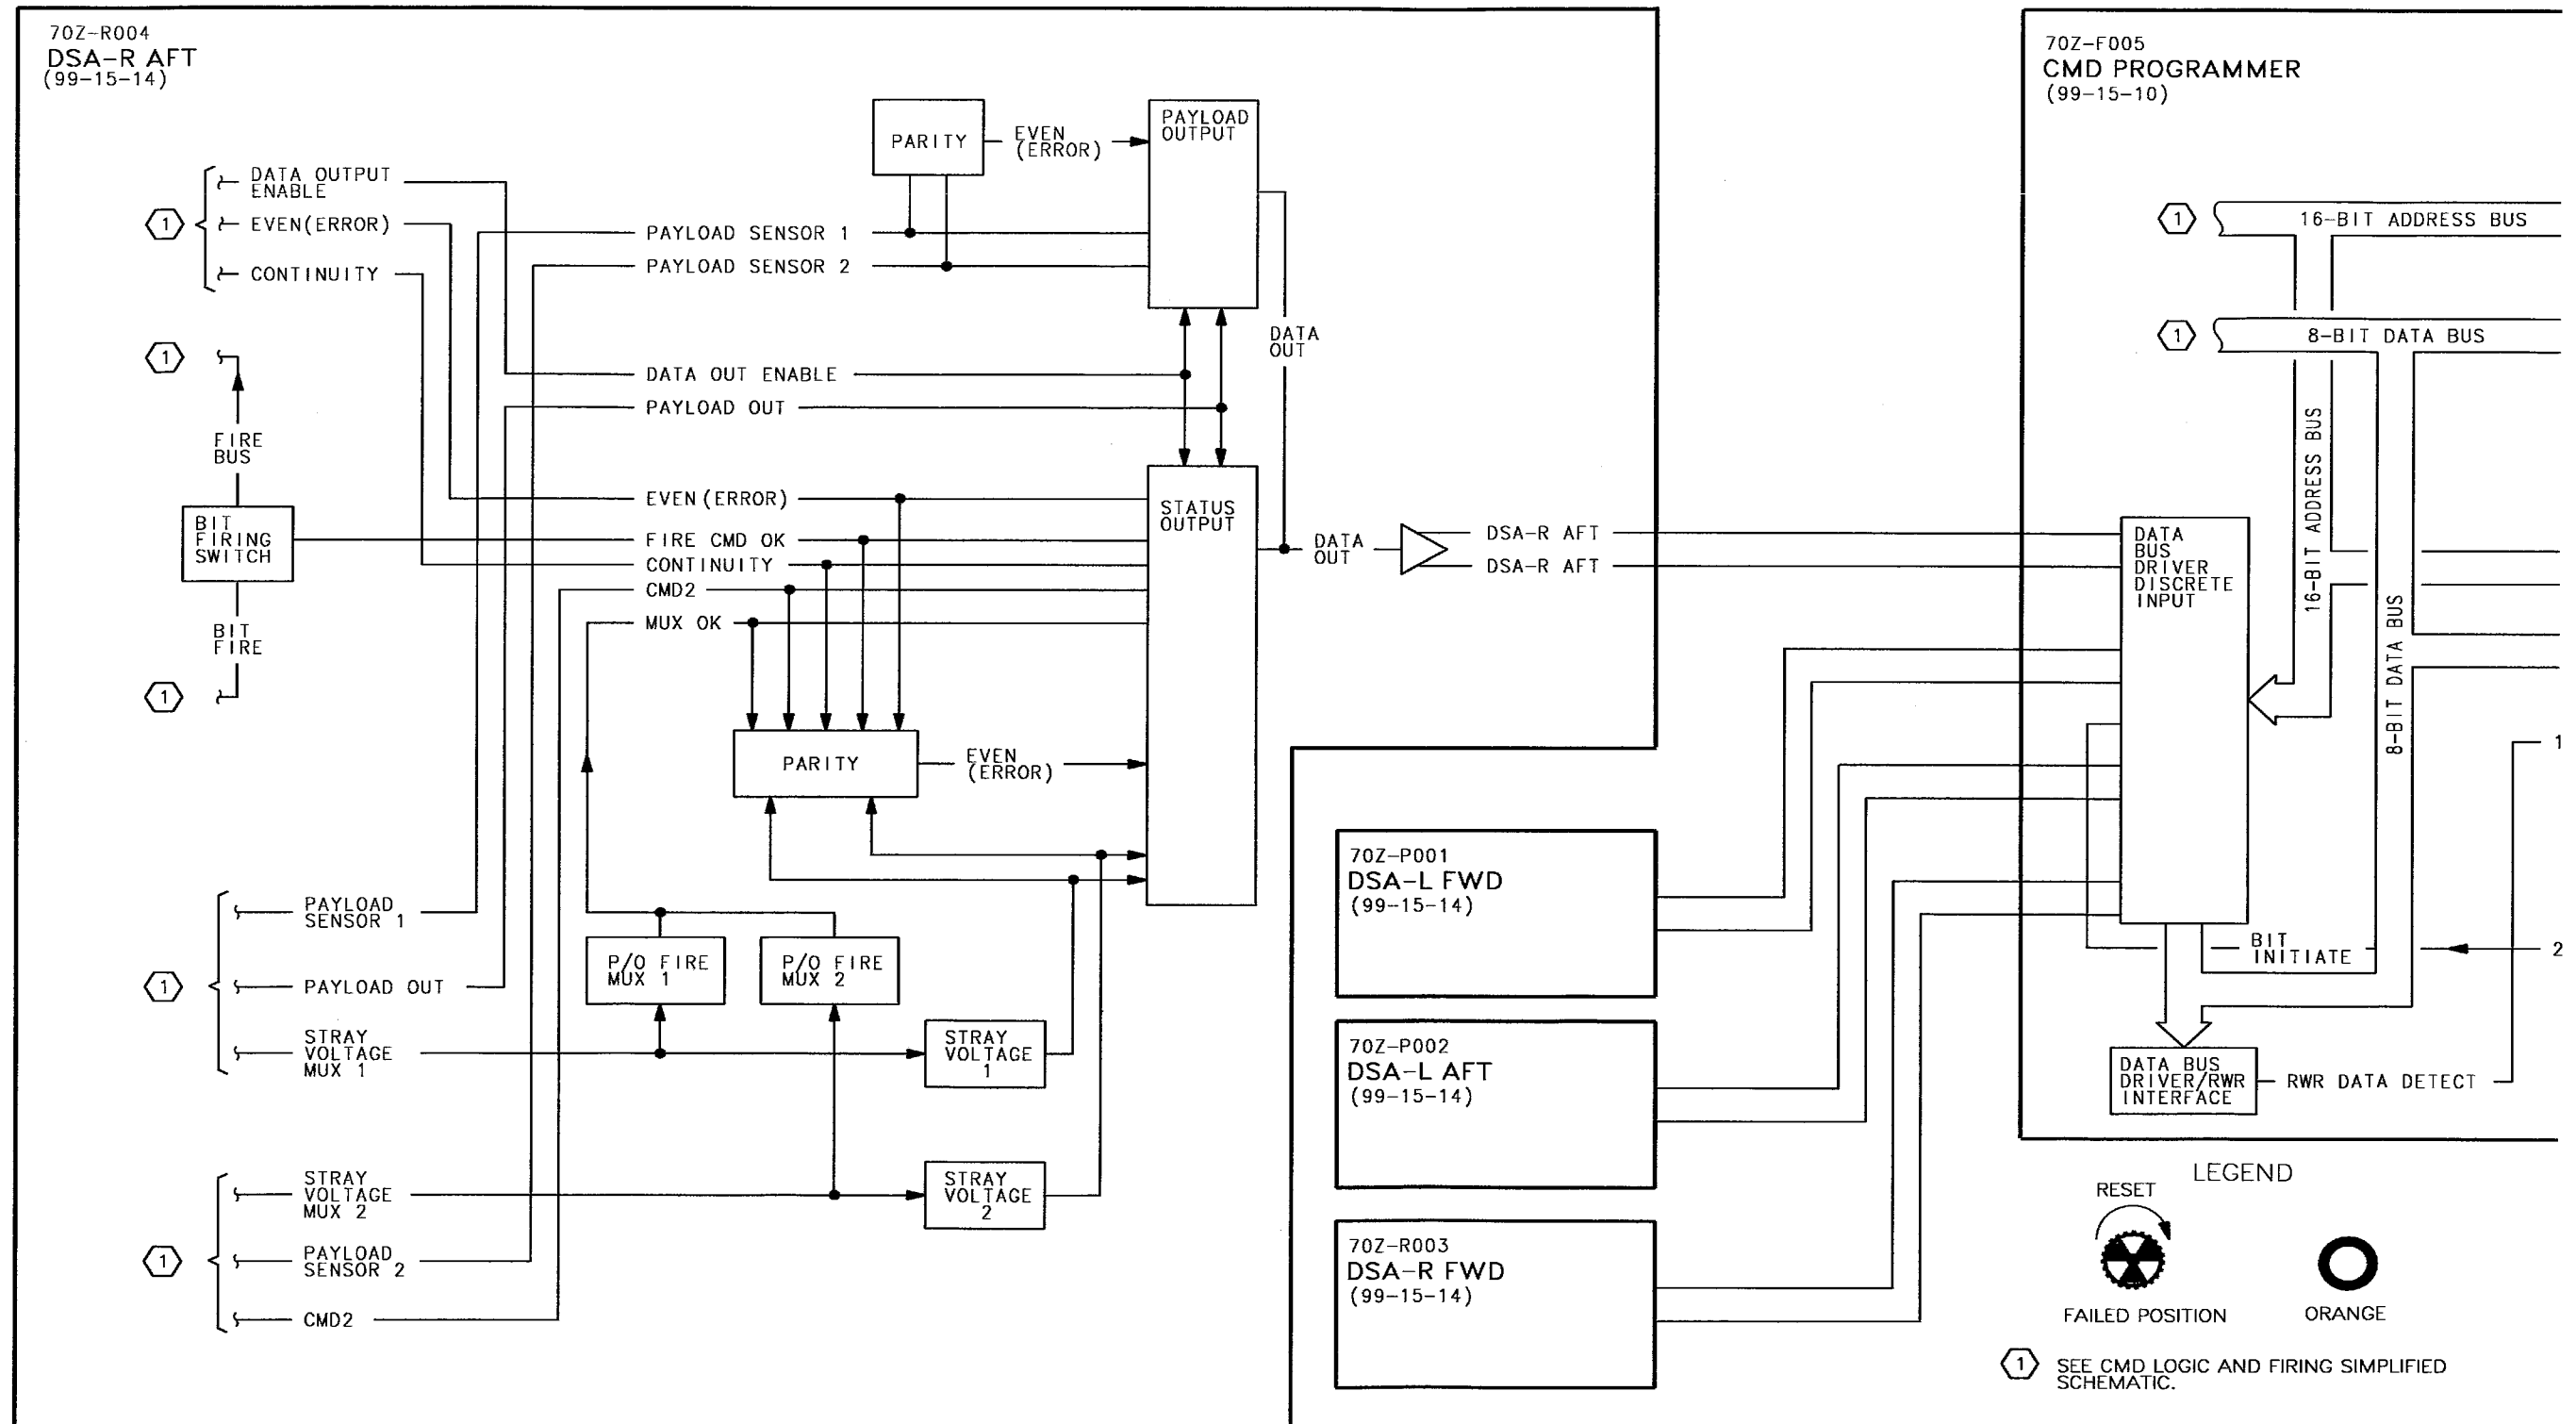 70Z-R004
DSA-R AFT
(99-15-14)
1
DATA OUTPUT
ENABLE
EVEN(ERROR)
CONTINUITY
1
FIRE
BUS
BIT
FIRING
SWITCH
BIT
FIRE
1
PARITY
EVEN
(ERROR)
PAYLOAD
OUTPUT
PAYLOAD SENSOR 1
PAYLOAD SENSOR 2
DATA
OUT
DATA OUT ENABLE
PAYLOAD OUT
EVEN(ERROR)
FIRE CMD OK
CONTINUITY
CMD2
MUX OK
STATUS
OUTPUT
DATA
OUT
DSA-R AFT
DSA-R AFT
PARITY
EVEN
(ERROR)
1
PAYLOAD
SENSOR 1
PAYLOAD OUT
STRAY
VOLTAGE
MUX 1
P/O FIRE
MUX 1
P/O FIRE
MUX 2
STRAY
VOLTAGE
1
1
STRAY
VOLTAGE
MUX 2
PAYLOAD
SENSOR 2
CMD2
STRAY
VOLTAGE
2
70Z-P001
DSA-L FWD
(99-15-14)
70Z-P002
DSA-L AFT
(99-15-14)
70Z-R003
DSA-R FWD
(99-15-14)
70Z-F005
CMD PROGRAMMER
(99-15-10)
1
16-BIT ADDRESS BUS
1
8-BIT DATA BUS
16-BIT ADDRESS BUS
8-BIT DATA BUS
DATA
BUS
DRIVER
DISCRETE
INPUT
1
BIT
INITIATE
2
DATA BUS
DRIVER/RWR
INTERFACE
RWR DATA DETECT
LEGEND
RESET
FAILED POSITION
ORANGE
1
SEE CMD LOGIC AND FIRING SIMPLIFIED
SCHEMATIC.